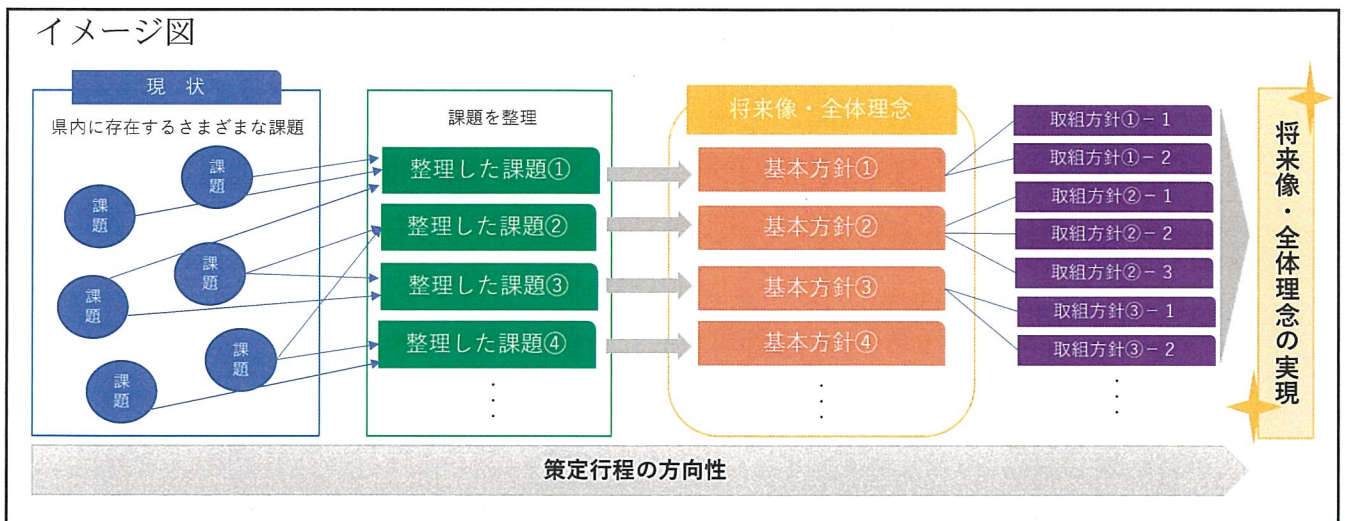 イメージ図
現 状
県内に存在するさまざまな課題
課題
課題
課題
課題
課題
課題
課題を整理
整理した課題①
整理した課題②
整理した課題③
整理した課題④
・・・
将来像・全体理念
基本方針①
基本方針②
基本方針③
基本方針④
・・・
取組方針①－1
取組方針①－2
取組方針②－1
取組方針②－2
取組方針②－3
取組方針③－1
取組方針③－2
・・・
将来像・全体理念の実現
策定行程の方向性